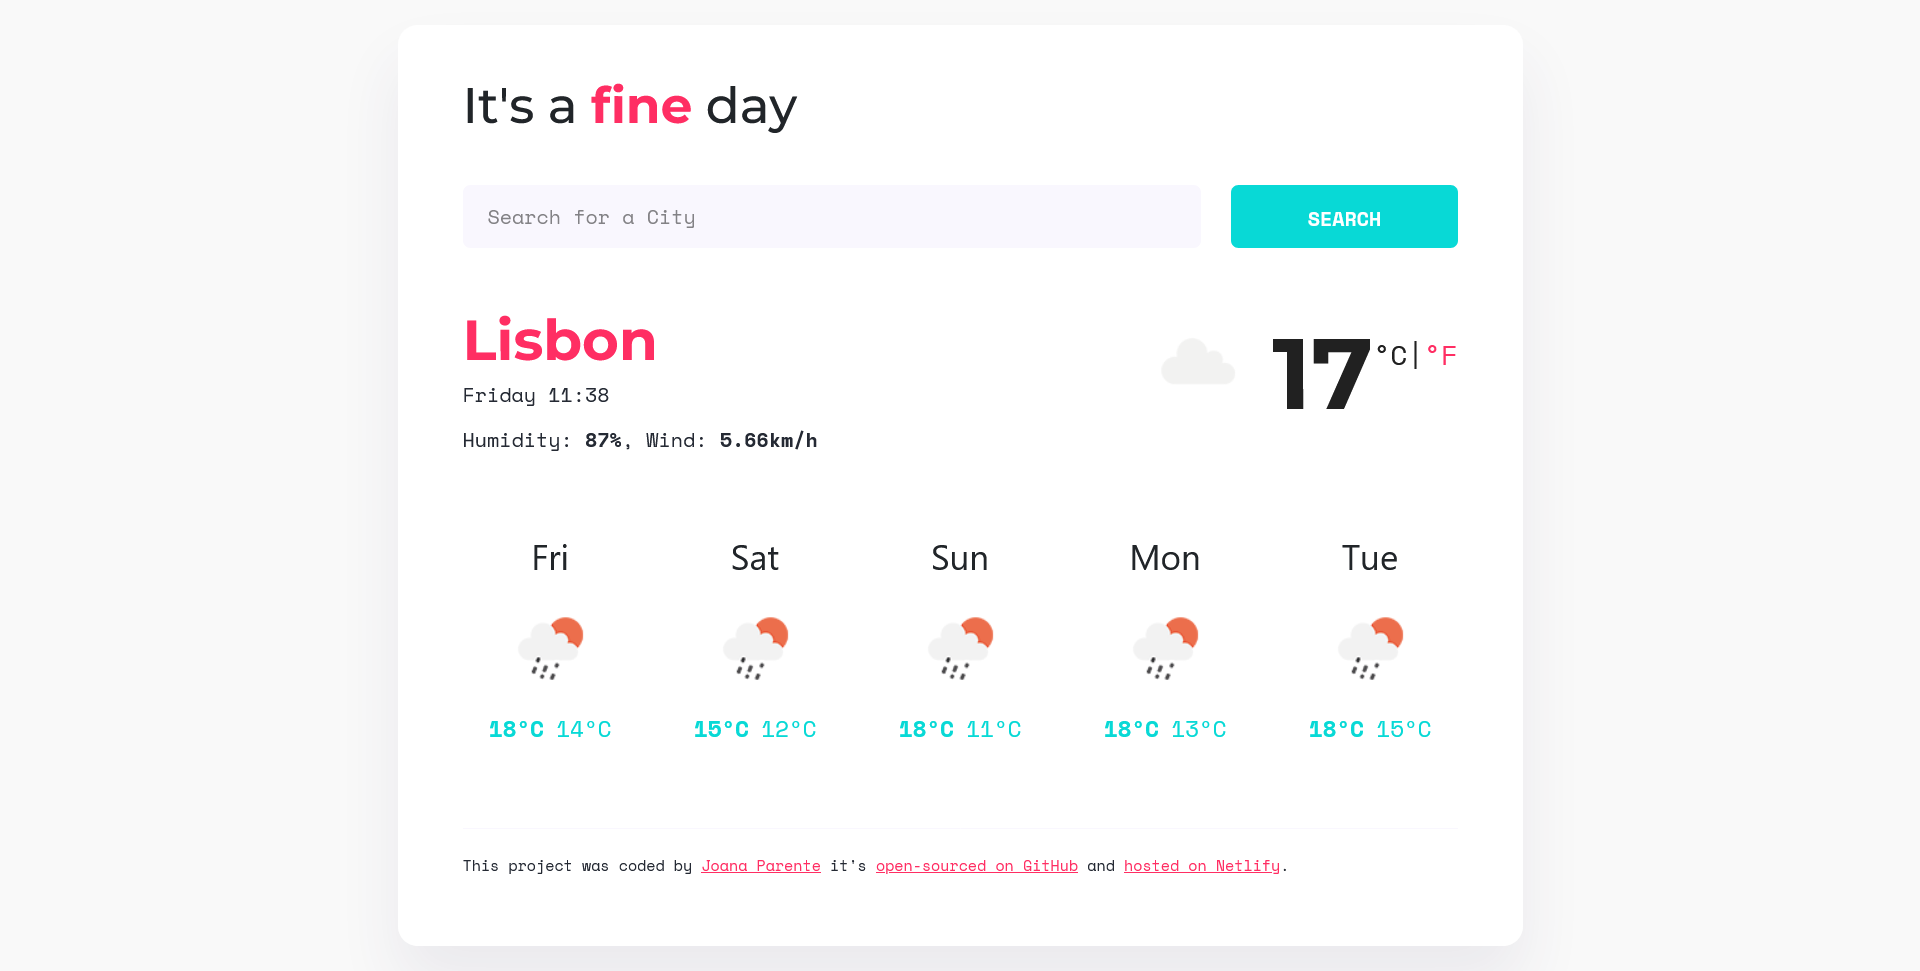 It's a fine day
Search for a City
SEARCH
Lisbon
Friday 11:38
Humidity: 87%, Wind: 5.66km/h
17 °C|°F
Fri Sat Sun Mon Tue
18°C 14°C 15°C 12°C 18°C 11°C 18°C 13°C 18°C 15°C
This project was coded by Joana Parente it's open-sourced on GitHub and hosted on Netlify.